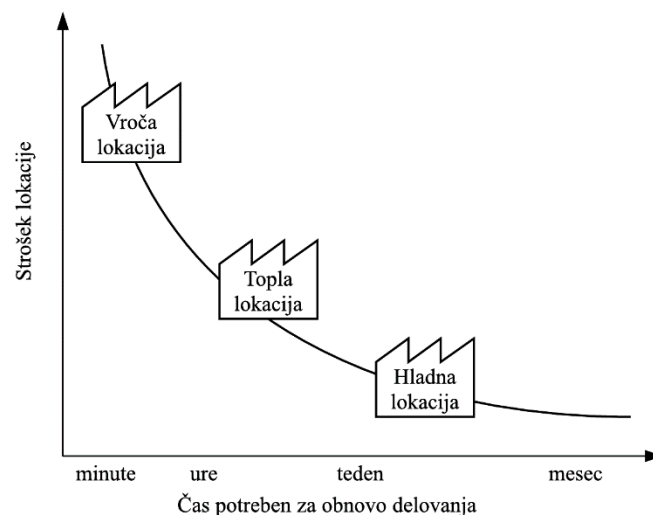 Strošek lokacije
Vroča
lokacija
Topla
lokacija
Hladna
lokacija
minute ure teden mesec
Čas potreben za obnovo delovanja